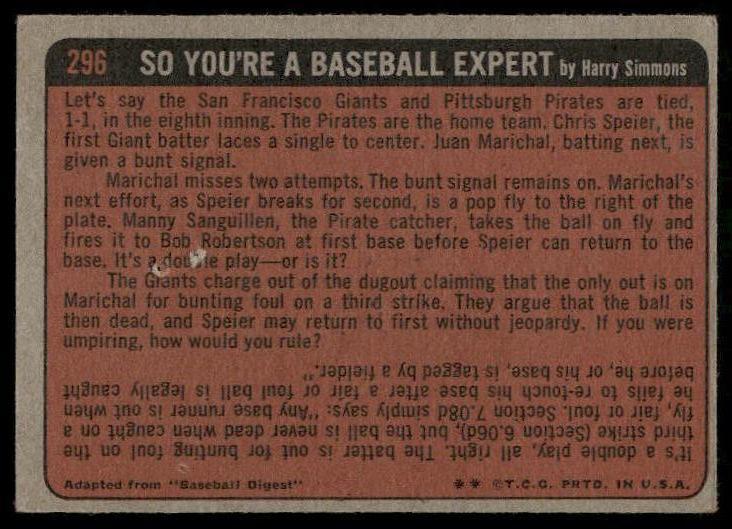 296 SO YOU'RE A BASEBALL EXPERT by Harry Simmons
Let's say the San Francisco Giants and Pittsburgh Pirates are tied,
1-1, in the eighth inning. The Pirates are the home team. Chris Speier, the
first Giant batter laces a single to center. Juan Marichal, batting next, is
given a bunt signal.
Marichal misses two attempts. The bunt signal remains on. Marichal's
next effort, as Speier breaks for second, is a pop fly to the right of the
plate. Manny Sanguillen, the Pirate catcher, takes the ball on fly and
fires it to Bob Robertson at first base before Speier can return to the
base. It's a double play—or is it?
The Giants charge out of the dugout claiming that the only out is on
Marichal for bunting foul on a third strike. They argue that the ball is
then dead, and Speier may return to first without jeopardy. If you were
umpiring, how would you rule?
It's a double play, all right. The batter is out for bunting foul on the
third strike (Section 6.06d), but the ball is never dead when caught on a
fly, fair or foul. Section 7.08d simply says: "Any base runner is out when
he fails to re-touch his base after a fair or foul ball is legally caught
before he, or his base, is tagged by a fielder."
Adapted from "Baseball Digest" ** ©T.C.G. PRTD. IN U.S.A.